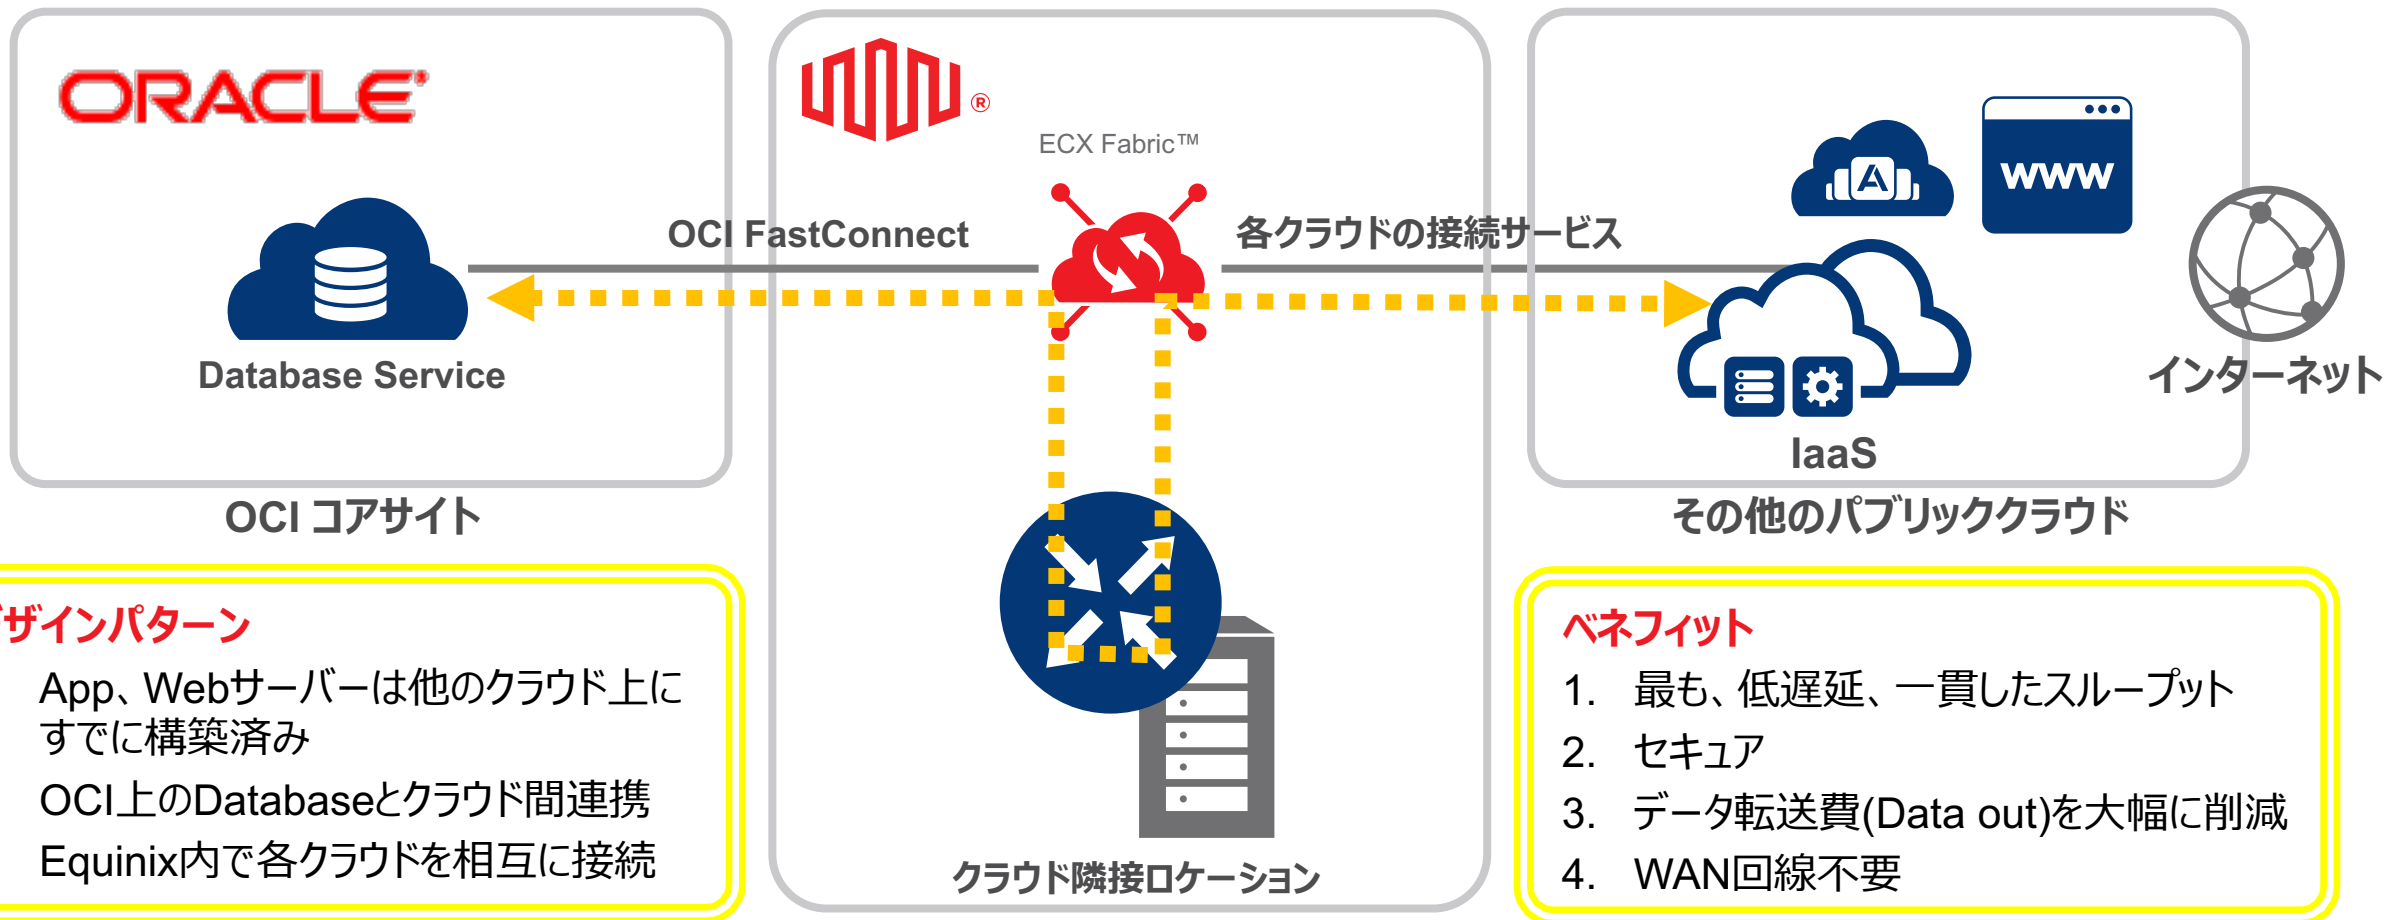 ORACLE
ECX Fabric™
OCI FastConnect
各クラウドの接続サービス
www
Database Service
インターネット
IaaS
OCI コアサイト
その他のパブリッククラウド
ザインパターン
App、Webサーバーは他のクラウド上に
すでに構築済み
OCI上のDatabaseとクラウド間連携
Equinix内で各クラウドを相互に接続
クラウド隣接ロケーション
ベネフィット
1. 最も、低遅延、一貫したスループット
2. セキュア
3. データ転送費(Data out)を大幅に削減
4. WAN回線不要